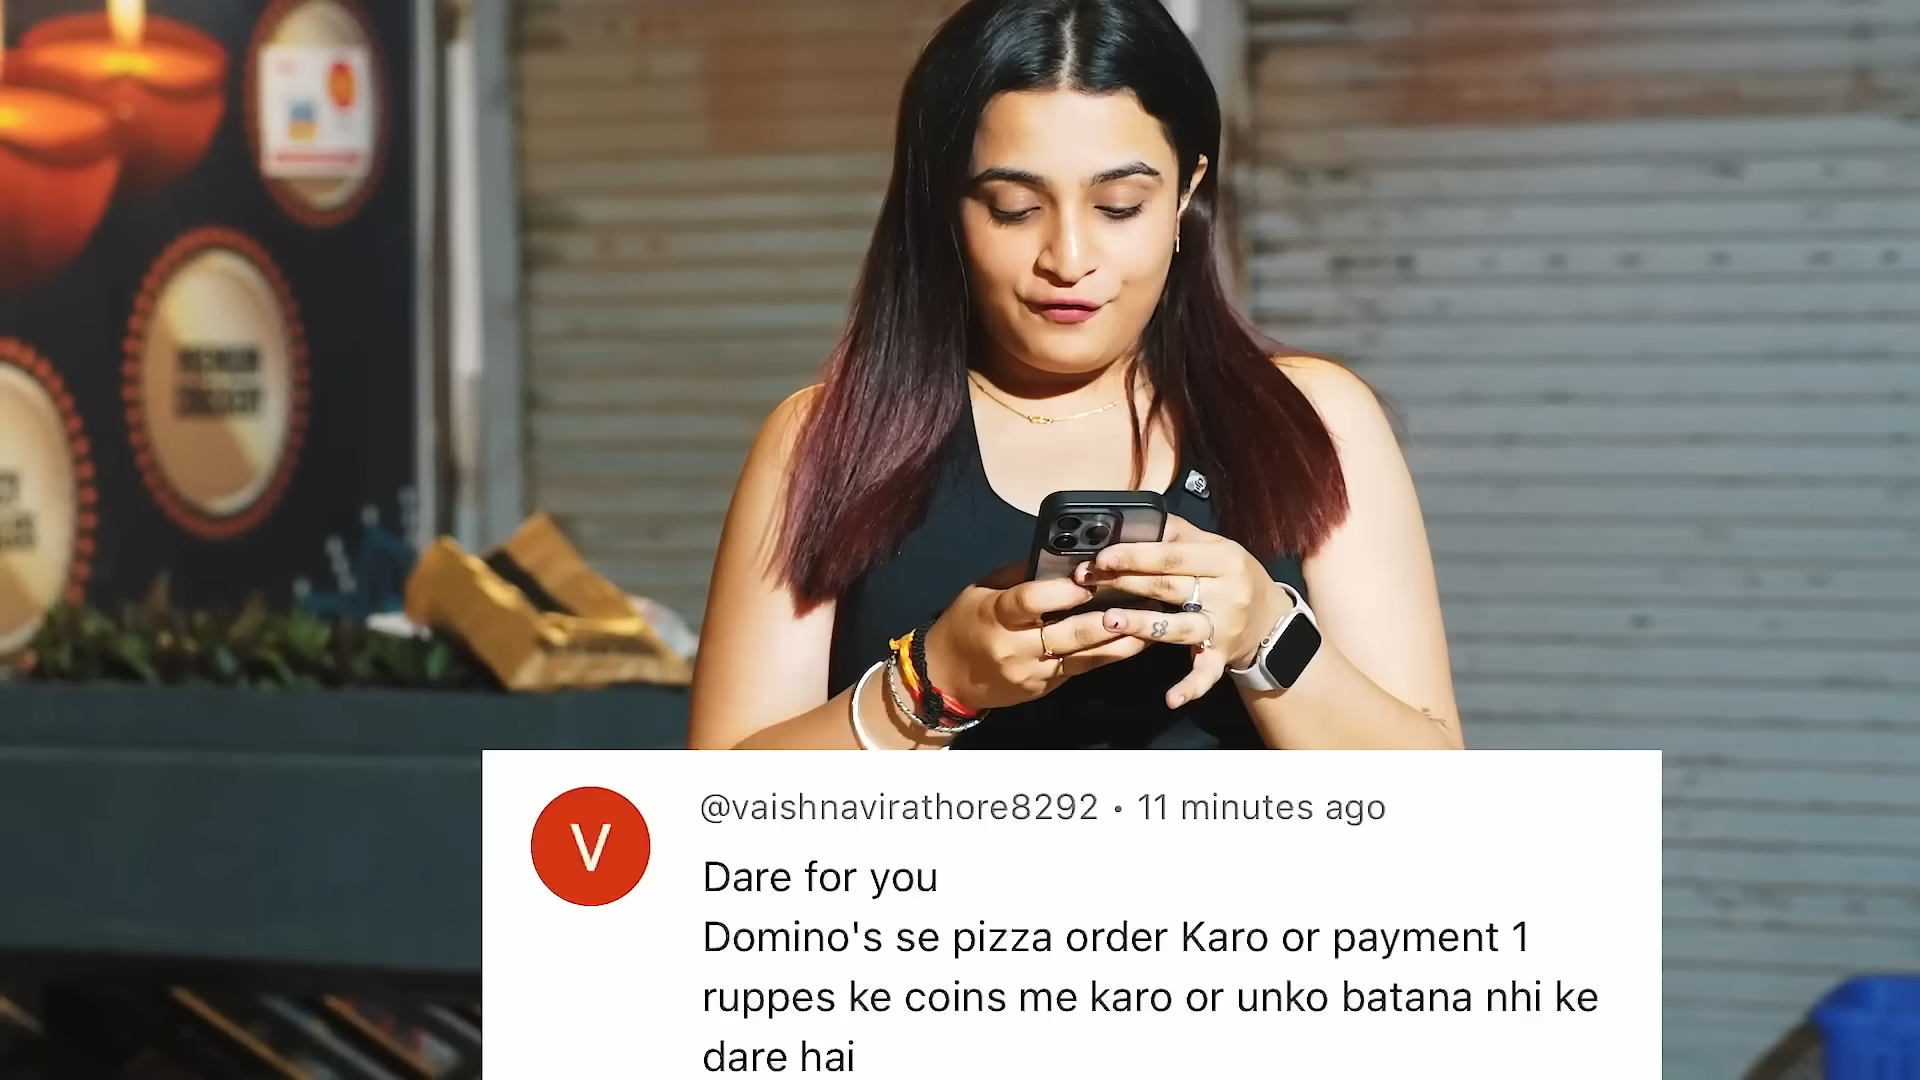 @vaishnavirathore8292 • 11 minutes ago
V
Dare for you
Domino's se pizza order Karo or payment 1
ruppes ke coins me karo or unko batana nhi ke
dare hai